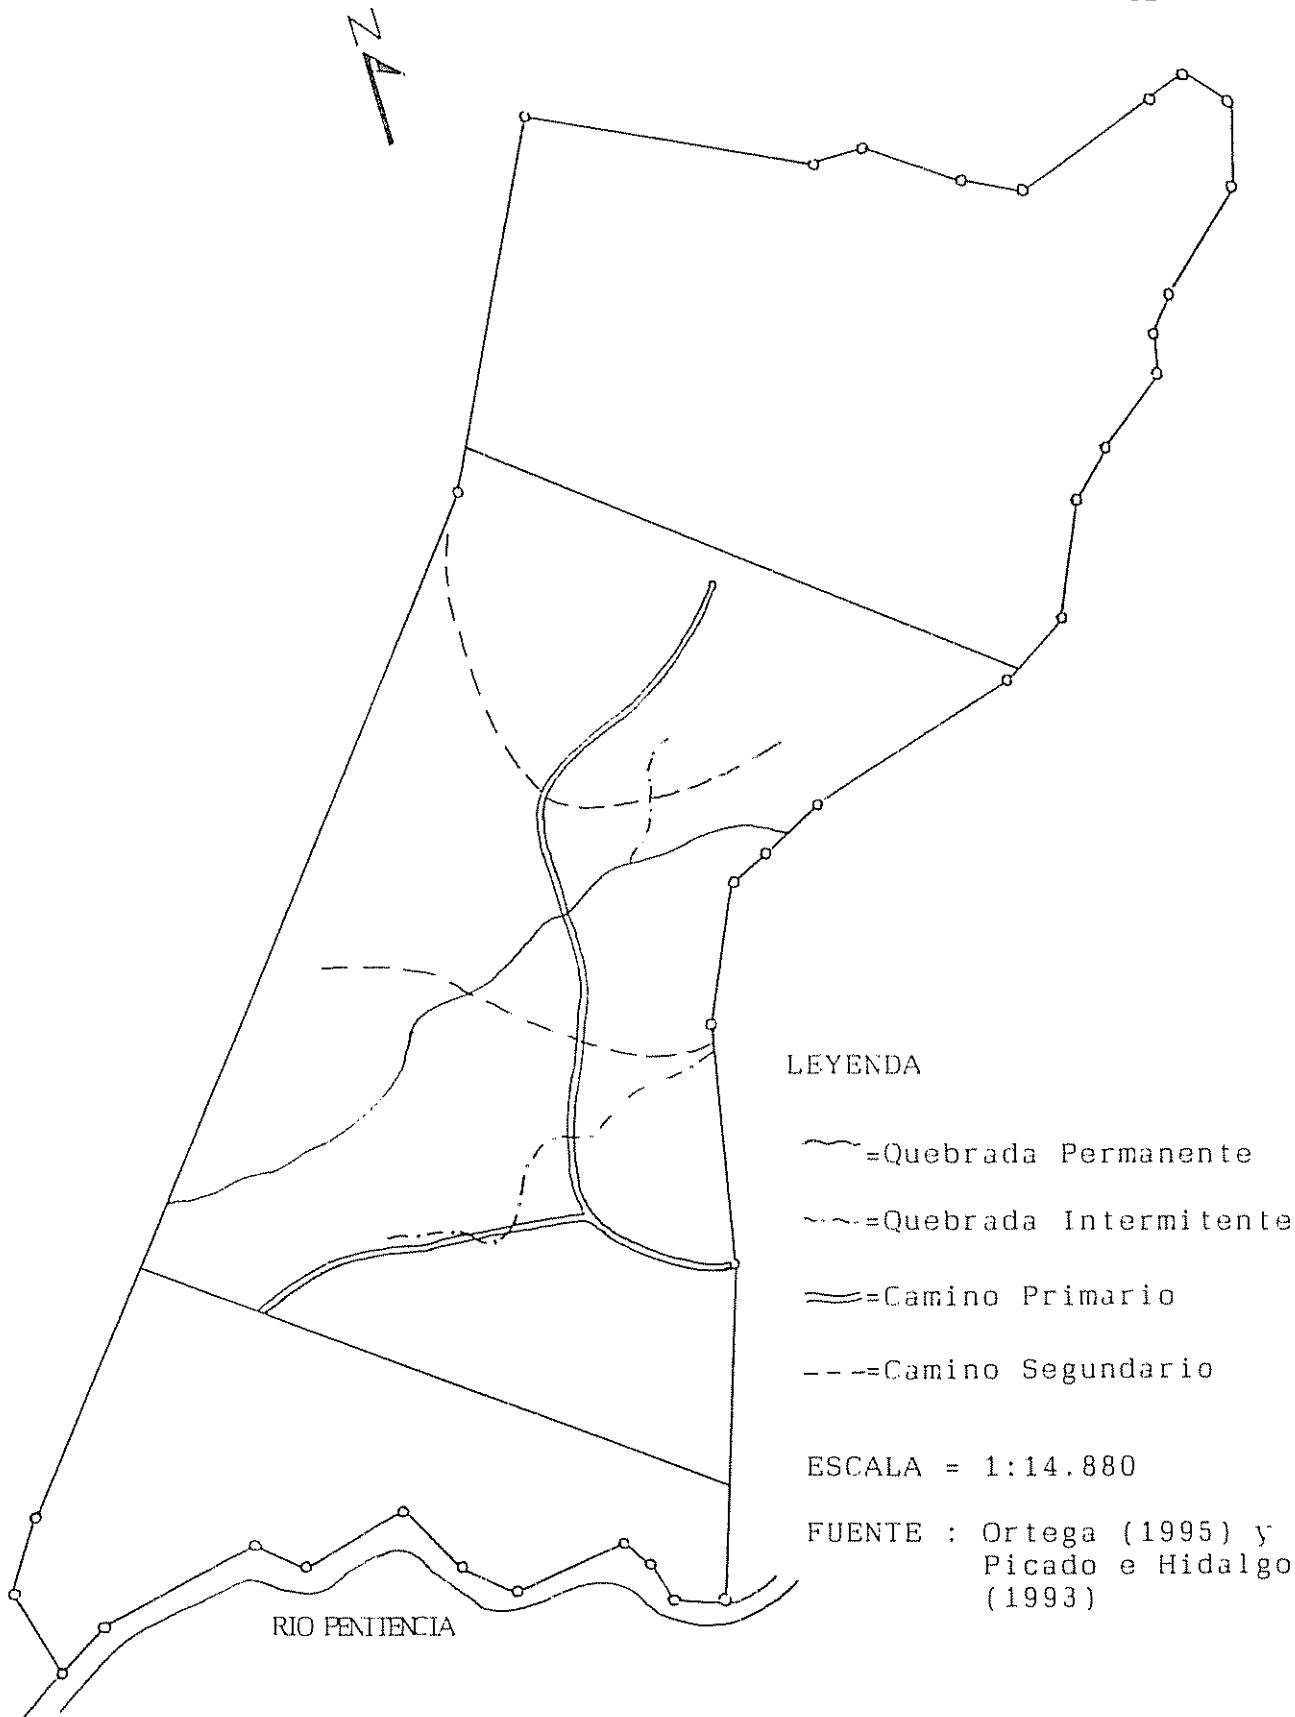 N
LEYENDA
=Quebrada Permanente
=Quebrada Intermitente
=Camino Primario
=Camino Segundario
ESCALA = 1:14.880
FUENTE : Ortega (1995) y
Picado e Hidalgo
(1993)
RIO PENITENCIA